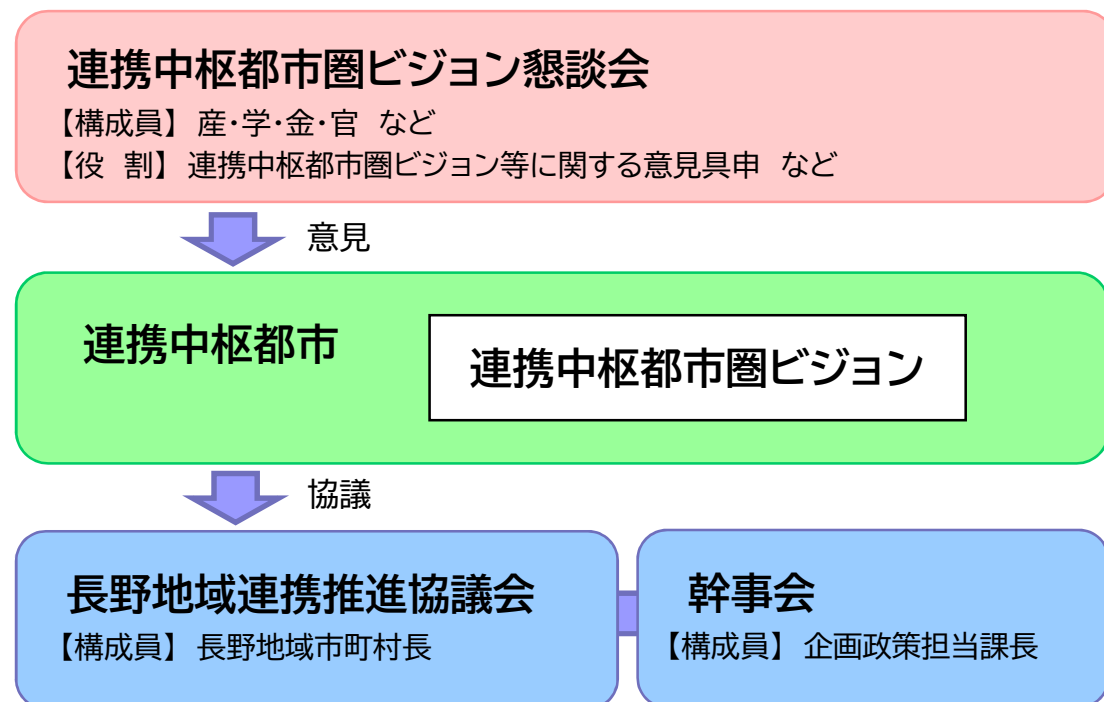 連携中枢都市圏ビジョン懇談会
【構成員】 産・学・金・官 など
【役 割】 連携中枢都市圏ビジョン等に関する意見具申 など
意見
連携中枢都市
連携中枢都市圏ビジョン
協議
長野地域連携推進協議会
【構成員】 長野地域市町村長
幹事会
【構成員】 企画政策担当課長